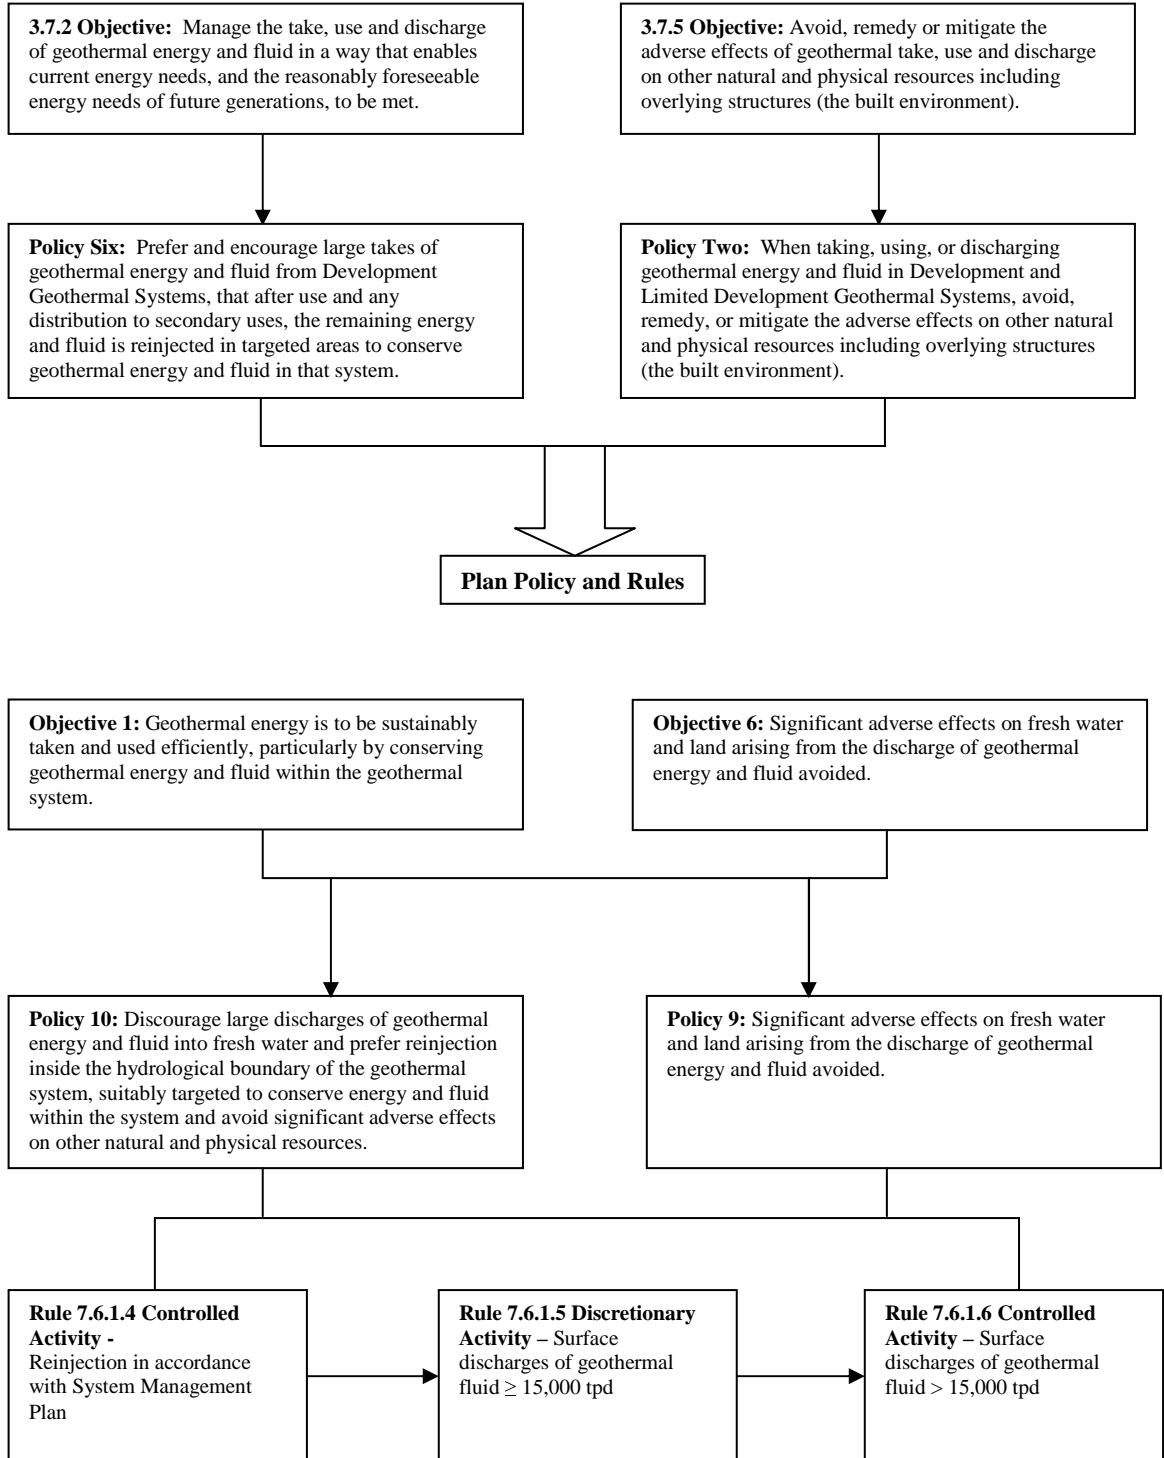 3.7.2 Objective: Manage the take, use and discharge
of geothermal energy and fluid in a way that enables
current energy needs, and the reasonably foreseeable
energy needs of future generations, to be met.
3.7.5 Objective: Avoid, remedy or mitigate the
adverse effects of geothermal take, use and discharge
on other natural and physical resources including
overlying structures (the built environment).
Policy Six: Prefer and encourage large takes of
geothermal energy and fluid from Development
Geothermal Systems, that after use and any
distribution to secondary uses, the remaining energy
and fluid is reinjected in targeted areas to conserve
geothermal energy and fluid in that system.
Policy Two: When taking, using, or discharging
geothermal energy and fluid in Development and
Limited Development Geothermal Systems, avoid,
remedy, or mitigate the adverse effects on other natural
and physical resources including overlying structures
(the built environment).
Plan Policy and Rules
Objective 1: Geothermal energy is to be sustainably
taken and used efficiently, particularly by conserving
geothermal energy and fluid within the geothermal
system.
Objective 6: Significant adverse effects on fresh water
and land arising from the discharge of geothermal
energy and fluid avoided.
Policy 10: Discourage large discharges of geothermal
energy and fluid into fresh water and prefer reinjection
inside the hydrological boundary of the geothermal
system, suitably targeted to conserve energy and fluid
within the system and avoid significant adverse effects
on other natural and physical resources.
Policy 9: Significant adverse effects on fresh water
and land arising from the discharge of geothermal
energy and fluid avoided.
Rule 7.6.1.4 Controlled
Activity -
Reinjection in accordance
with System Management
Plan
Rule 7.6.1.5 Discretionary
Activity – Surface
discharges of geothermal
fluid ≥ 15,000 tpd
Rule 7.6.1.6 Controlled
Activity – Surface
discharges of geothermal
fluid > 15,000 tpd